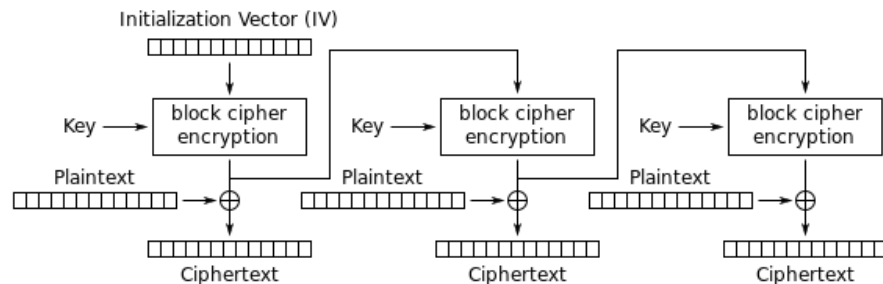 Initialization Vector (IV)
Key
block cipher
encryption
Key
block cipher
encryption
Key
block cipher
encryption
Plaintext
Plaintext
Plaintext
Ciphertext
Ciphertext
Ciphertext